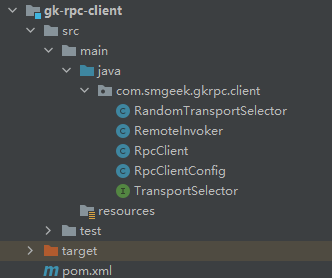 gk-rpc-client
src
main
java
com.smgeek.gkrpc.client
RandomTransportSelector
RemoteInvoker
RpcClient
RpcClientConfig
TransportSelector
resources
test
target
pom.xml